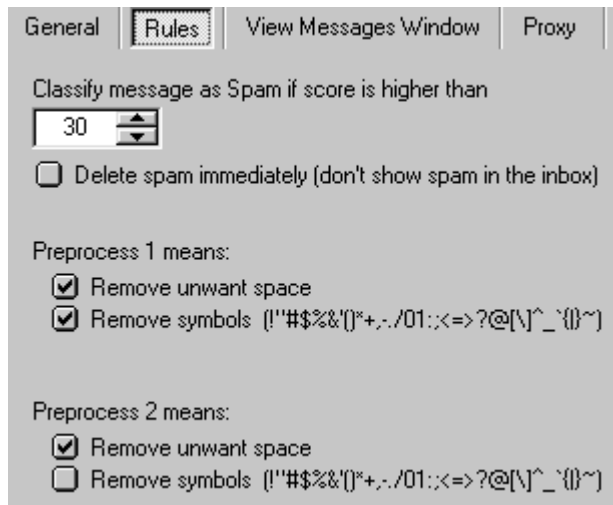 General Rules View Messages Window Proxy
Classify message as Spam if score is higher than
30
Delete spam immediately (don't show spam in the inbox)
Preprocess 1 means:
Remove unwant space
Remove symbols (!"#$%&'()*+,-./01:;<=>?@[\]^_`{|}~)
Preprocess 2 means:
Remove unwant space
Remove symbols (!"#$%&'()*+,-./01:;<=>?@[\]^_`{|}~)